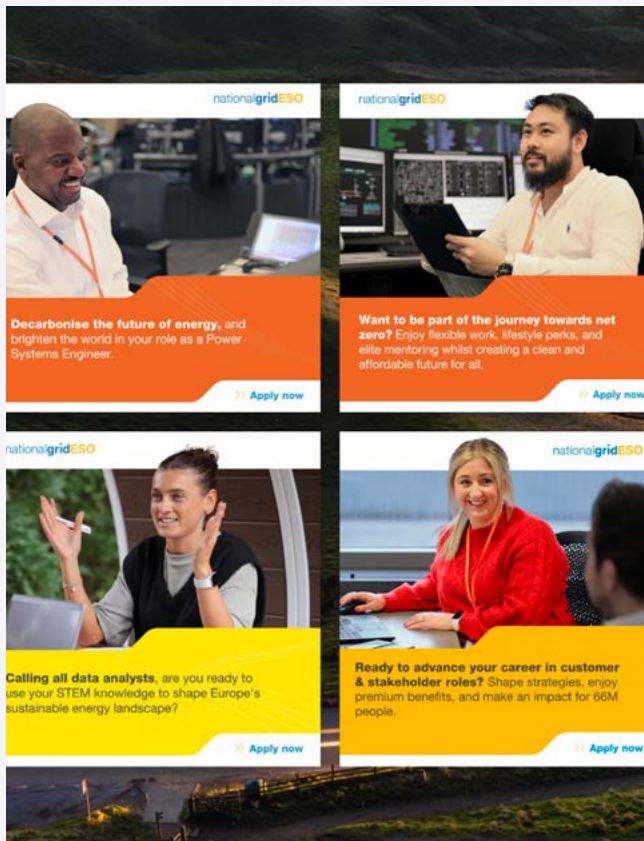 nationalgridESO
Decarbonise the future of energy, and
brighten the world in your role as a Power
Systems Engineer.
Apply now
nationalgridESO
Want to be part of the journey towards net
zero? Enjoy flexible work, lifestyle perks, and
elite mentoring whilst creating a clean and
affordable future for all.
Apply now
nationalgridESO
Calling all data analysts, are you ready to
use your STEM knowledge to shape Europe's
sustainable energy landscape?
Apply now
nationalgridESO
Ready to advance your career in customer
& stakeholder roles? Shape strategies, enjoy
premium benefits, and make an impact for 66M
people.
Apply now